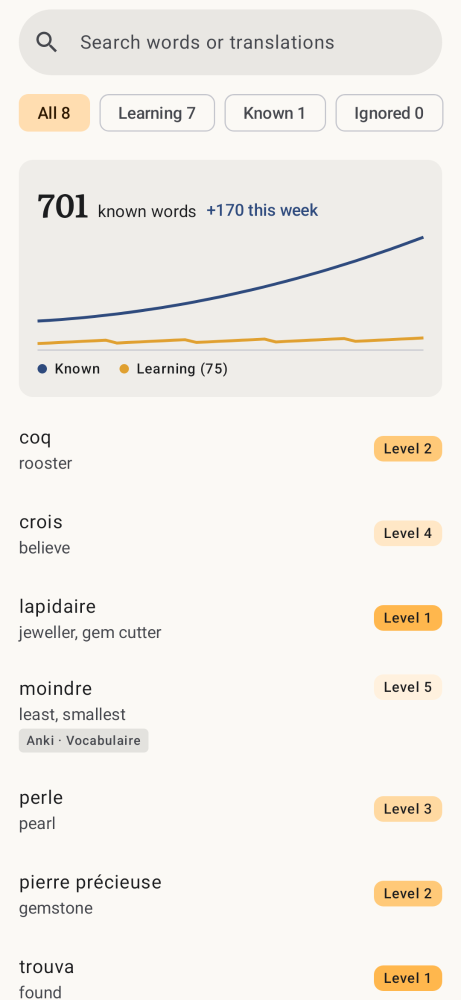 Search words or translations
All 8
Learning 7
Known 1
Ignored 0
701 known words +170 this week
Known
Learning (75)
coq
rooster
Level 2
crois
believe
Level 4
lapidaire
jeweller, gem cutter
Level 1
moindre
least, smallest
Anki · Vocabulaire
Level 5
perle
pearl
Level 3
pierre précieuse
gemstone
Level 2
trouva
found
Level 1